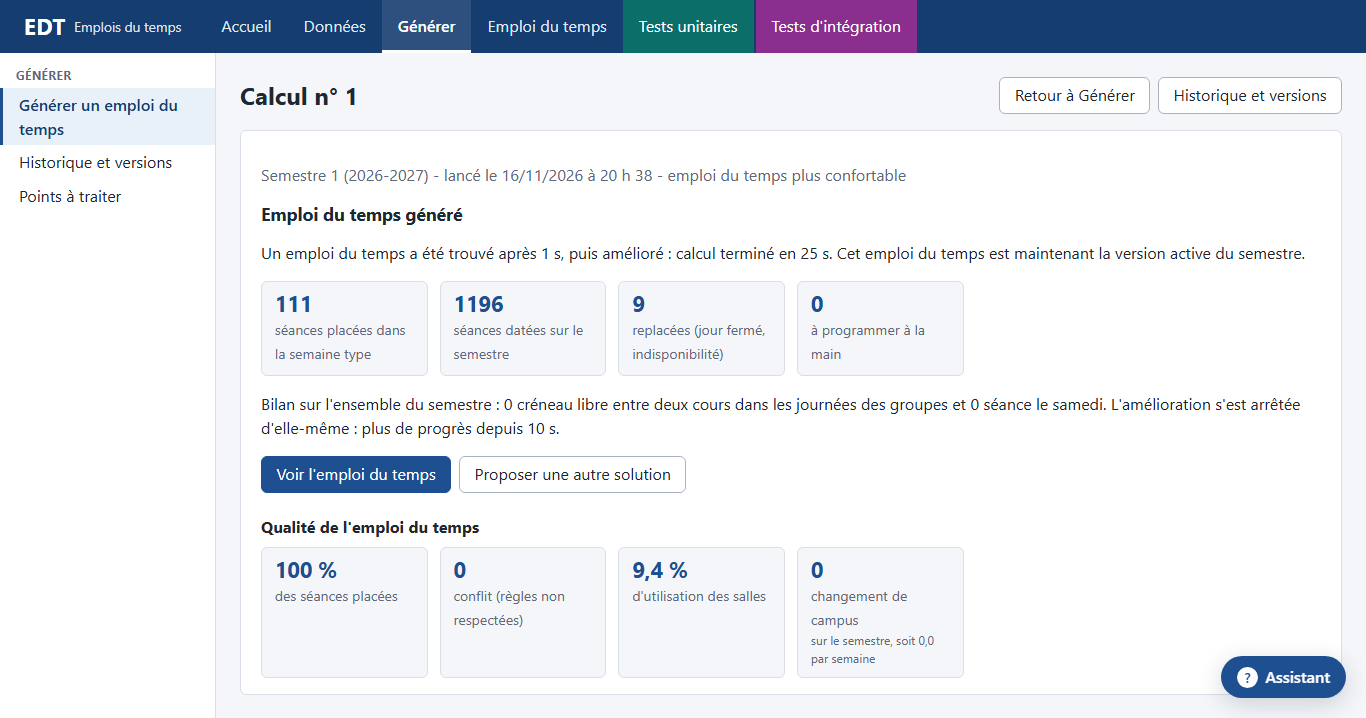 EDT Emplois du temps Accueil Données Générer Emploi du temps Tests unitaires Tests d'intégration
GÉNÉRER
Générer un emploi du
temps
Historique et versions
Points à traiter
Calcul n° 1
Retour à Générer
Historique et versions
Semestre 1 (2026-2027) - lancé le 16/11/2026 à 20 h 38 - emploi du temps plus confortable
Emploi du temps généré
Un emploi du temps a été trouvé après 1 s, puis amélioré : calcul terminé en 25 s. Cet emploi du temps est maintenant la version active du semestre.
111
séances placées dans
la semaine type
1196
séances datées sur le
semestre
9
replacées (jour fermé,
indisponibilité)
0
à programmer à la
main
Bilan sur l'ensemble du semestre : 0 créneau libre entre deux cours dans les journées des groupes et 0 séance le samedi. L'amélioration s'est arrêtée
d'elle-même : plus de progrès depuis 10 s.
Voir l'emploi du temps
Proposer une autre solution
Qualité de l'emploi du temps
100 %
des séances placées
0
conflit (règles non
respectées)
9,4 %
d'utilisation des salles
0
changement de
campus
sur le semestre, soit 0,0
par semaine
? Assistant